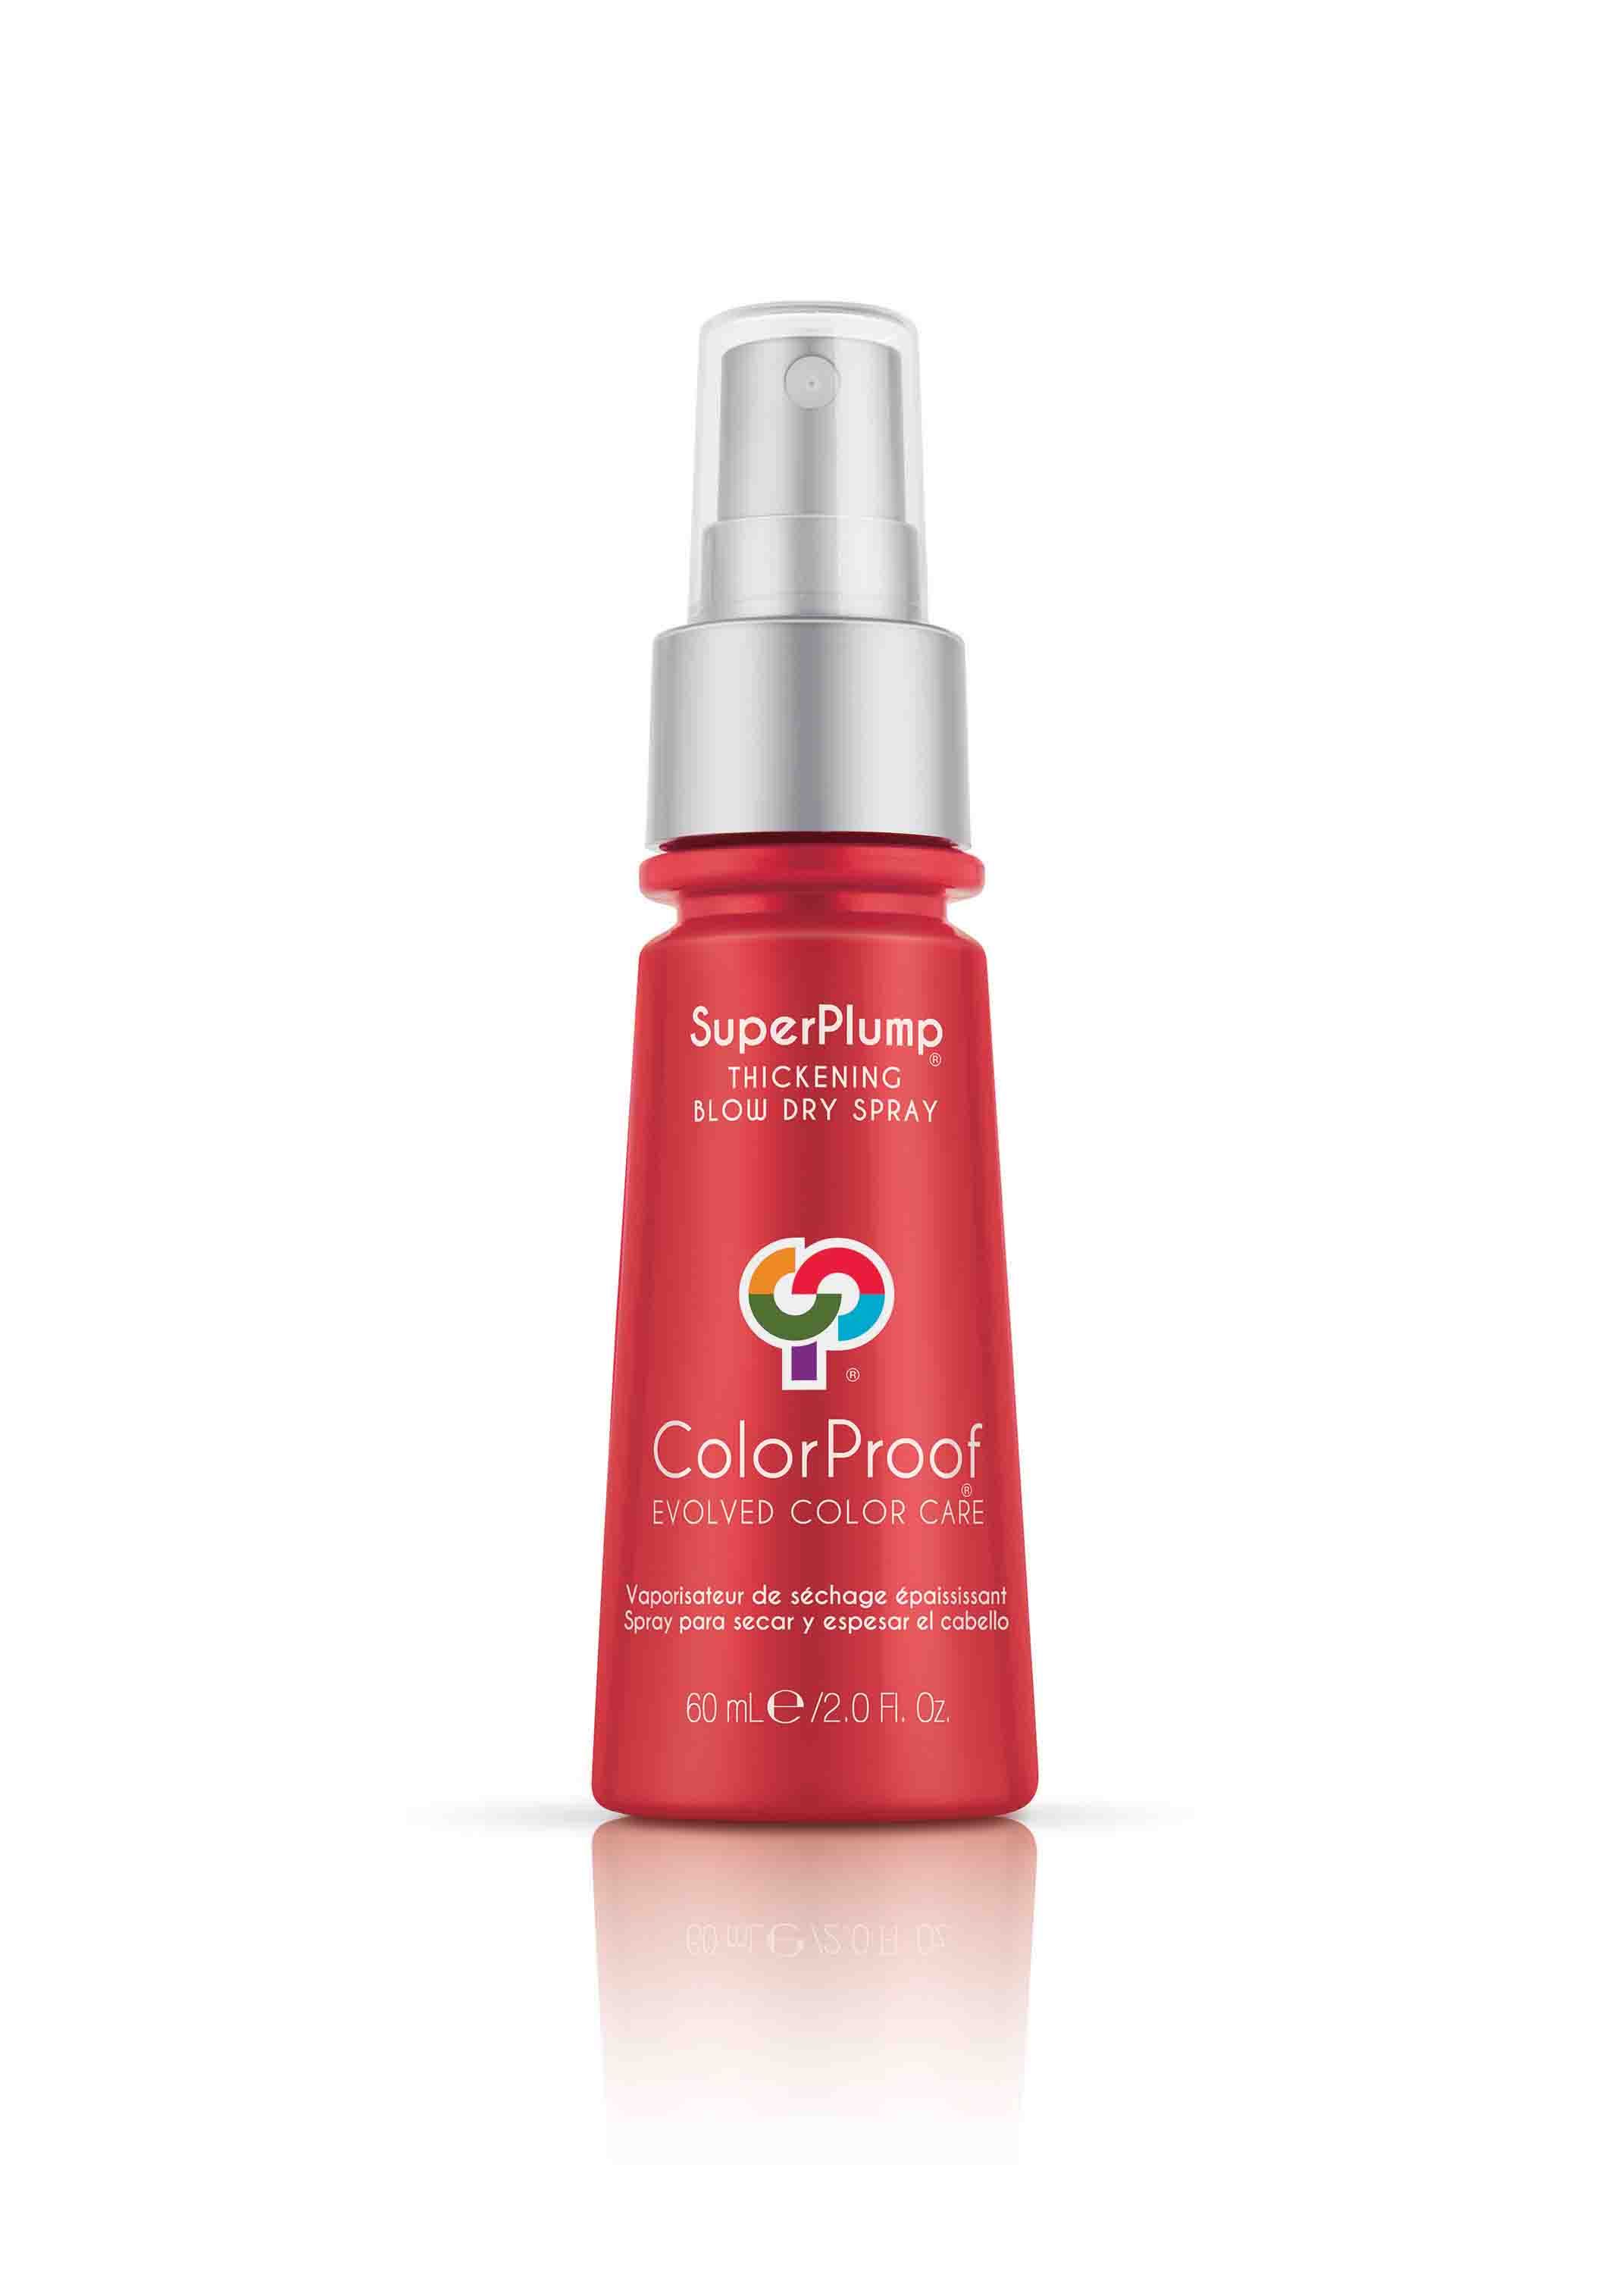 SuperPlump®
THICKENING
BLOW DRY SPRAY
cp®
ColorProof®
EVOLVED COLOR CARE
Vaporisateur de séchage épaississant
Spray para secar y espesar el cabello
60 mL℮/2.0 Fl. Oz.